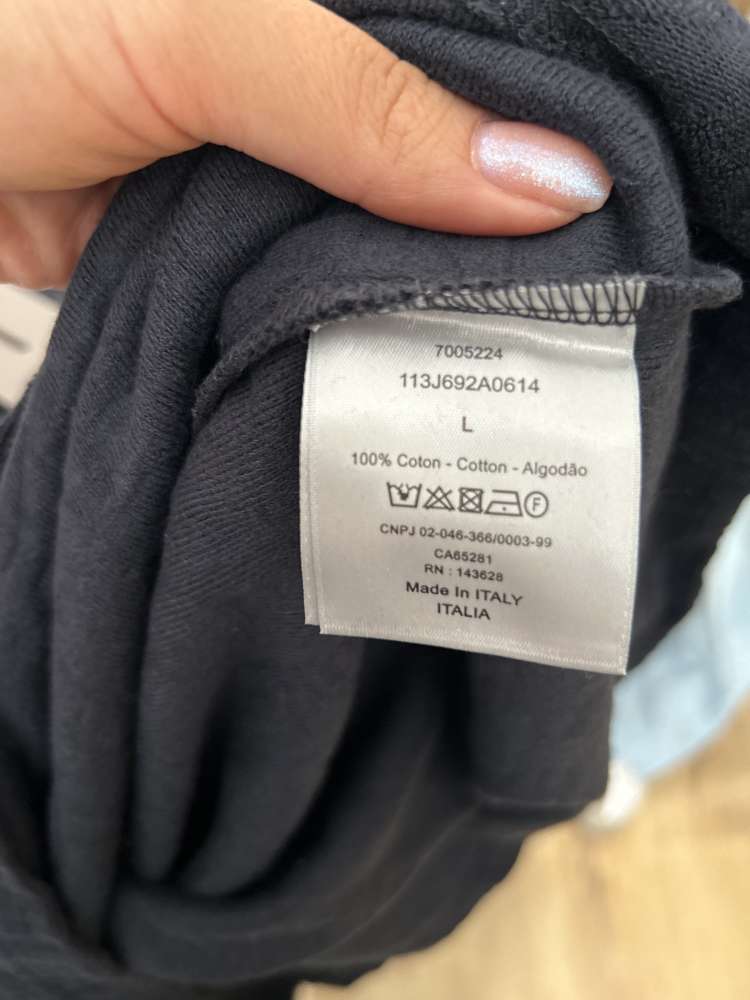 7005224
113J692A0614
L
100% Coton - Cotton - Algodão
F
CNPJ 02-046-366/0003-99
CA65281
RN : 143628
Made In ITALY
ITALIA